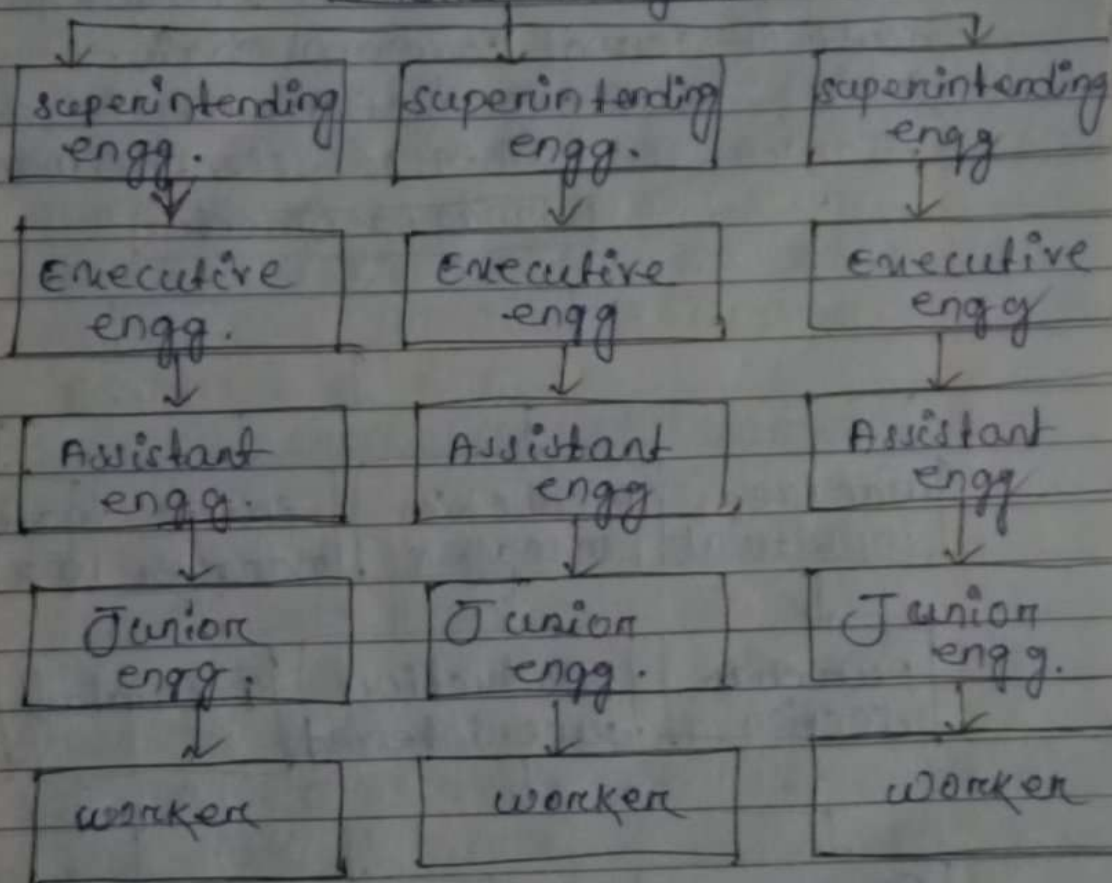 superintending
engg.
superintending
engg.
superintending
engg
Executive
engg.
Executive
engg
Executive
engg
Assistant
engg.
Assistant
engg
Assistant
engg
Junior
engg.
Junior
engg.
Junior
engg.
worker
worker
worker